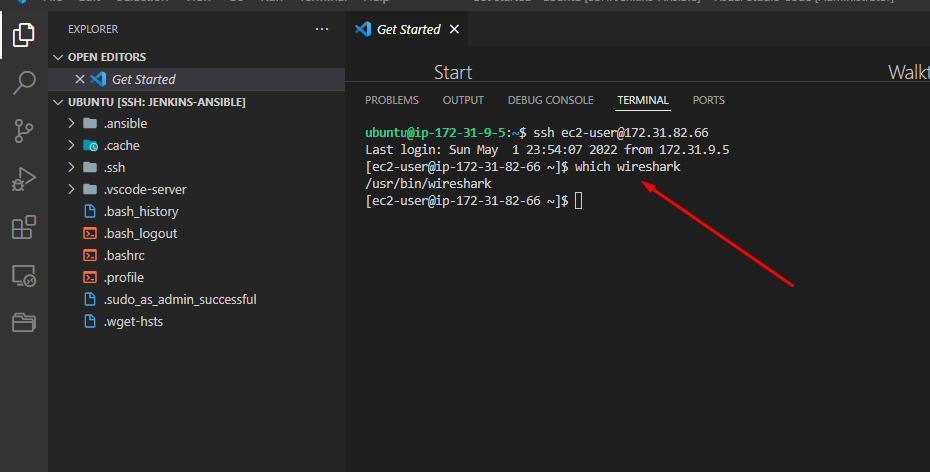 EXPLORER
OPEN EDITORS
Get Started
UBUNTU [SSH: JENKINS-ANSIBLE]
.ansible
.cache
.ssh
.vscode-server
.bash_history
.bash_logout
.bashrc
.profile
.sudo_as_admin_successful
.wget-hsts
Get Started
Start
PROBLEMS OUTPUT DEBUG CONSOLE TERMINAL PORTS
ubuntu@ip-172-31-9-5:~$ ssh ec2-user@172.31.82.66
Last login: Sun May  1 23:54:07 2022 from 172.31.9.5
[ec2-user@ip-172-31-82-66 ~]$ which wireshark
/usr/bin/wireshark
[ec2-user@ip-172-31-82-66 ~]$